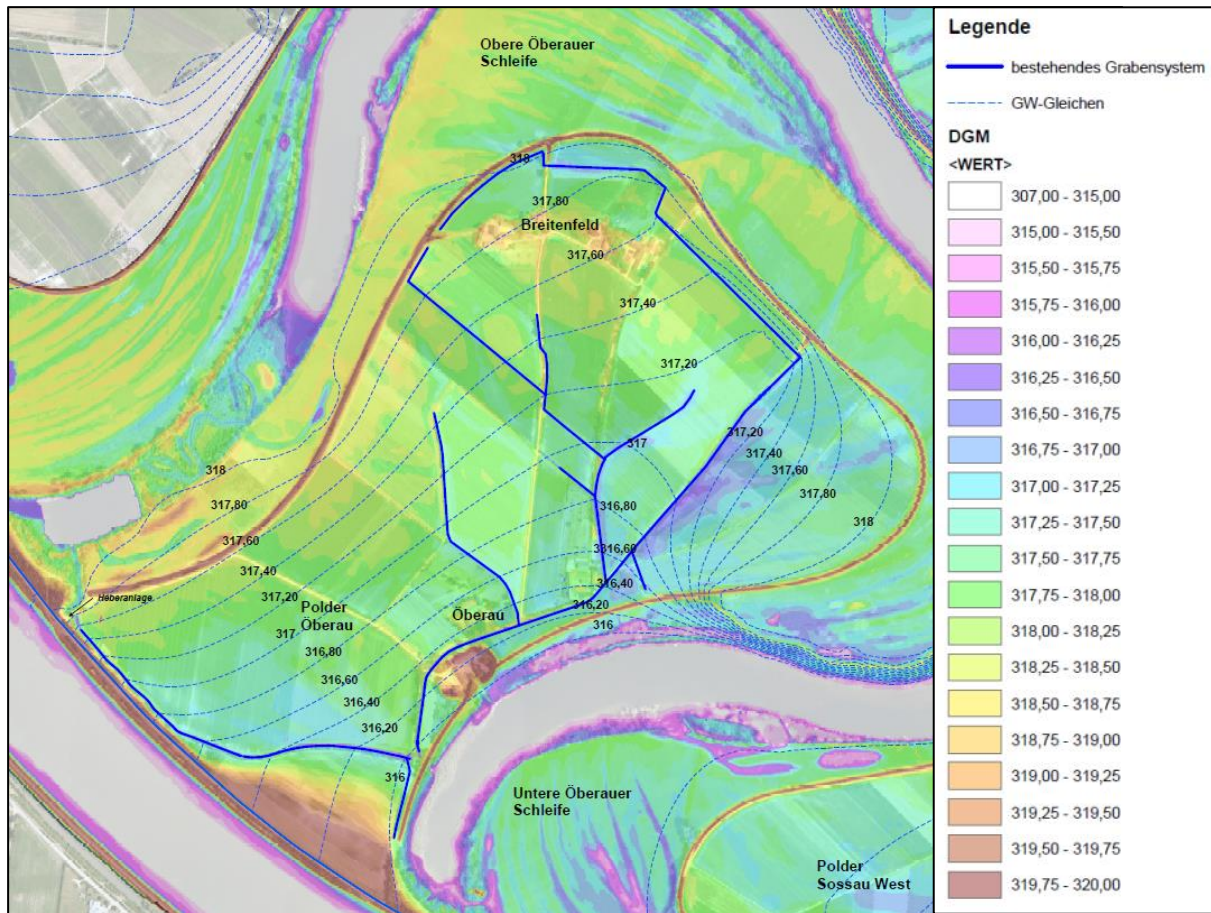 Obere Öberauer
Schleife
318
317,80
Breitenfeld
317,60
317,40
317,20
317
317,20
317,40
317,60
317,80
318
316,80
316,60
316,40
316,20
316
318
317,80
317,60
317,40
317,20
317
316,80
316,60
316,40
316,20
316
Heberanlage
Polder
Öberau
Öberau
Untere Öberauer
Schleife
Polder
Sossau West
Legende
bestehendes Grabensystem
GW-Gleichen
DGM
<WERT>
307,00 - 315,00
315,00 - 315,50
315,50 - 315,75
315,75 - 316,00
316,00 - 316,25
316,25 - 316,50
316,50 - 316,75
316,75 - 317,00
317,00 - 317,25
317,25 - 317,50
317,50 - 317,75
317,75 - 318,00
318,00 - 318,25
318,25 - 318,50
318,50 - 318,75
318,75 - 319,00
319,00 - 319,25
319,25 - 319,50
319,50 - 319,75
319,75 - 320,00